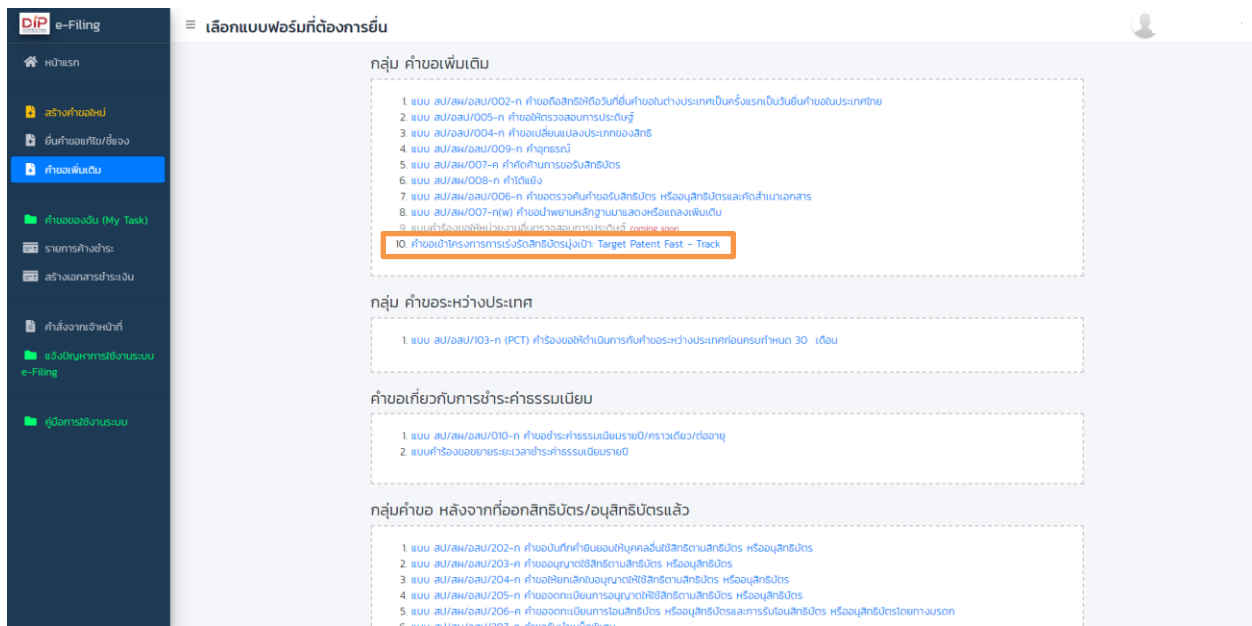 DIP e-Filing
≡ เลือกแบบฟอร์มที่ต้องการยื่น
หน้าแรก
สร้างคำขอใหม่
ยื่นคำขอแก้ไข/ชี้แจง
คำขอเพิ่มเติม
คำขอของฉัน (My Task)
รายการค้างชำระ
สร้างเอกสารชำระเงิน
คำสั่งจากเจ้าหน้าที่
แจ้งปัญหาการใช้งานระบบ
e-Filing
คู่มือการใช้งานระบบ
กลุ่ม คำขอเพิ่มเติม
1. แบบ สป/สผ/อสป/002-ก คำขอถือสิทธิให้ถือวันที่ยื่นคำขอในต่างประเทศเป็นครั้งแรกเป็นวันยื่นคำขอในประเทศไทย
2. แบบ สป/อสป/005-ก คำขอให้ตรวจสอบการประดิษฐ์
3. แบบ สป/อสป/004-ก คำขอเปลี่ยนแปลงประเภทของสิทธิ
4. แบบ สป/สผ/อสป/009-ก คำอุทธรณ์
5. แบบ สป/สผ/007-ค คำคัดค้านการขอรับสิทธิบัตร
6. แบบ สป/สผ/008-ก คำโต้แย้ง
7. แบบ สป/สผ/อสป/006-ก คำขอตรวจค้นคำขอรับสิทธิบัตร หรืออนุสิทธิบัตรและคัดสำเนาเอกสาร
8. แบบ สป/สผ/007-ก(พ) คำขอนำพยานหลักฐานมาแสดงหรือแถลงเพิ่มเติม
9. แบบคำร้องขอให้หน่วยงานอื่นตรวจสอบการประดิษฐ์ coming soon
10. คำขอเข้าโครงการการเร่งรัดสิทธิบัตรมุ่งเป้า: Target Patent Fast - Track
กลุ่ม คำขอระหว่างประเทศ
1. แบบ สป/อสป/103-ก (PCT) คำร้องขอให้ดำเนินการกับคำขอระหว่างประเทศก่อนครบกำหนด 30 เดือน
คำขอเกี่ยวกับการชำระค่าธรรมเนียม
1. แบบ สป/สผ/อสป/010-ก คำขอชำระค่าธรรมเนียมรายปี/คราวเดียว/ต่ออายุ
2. แบบคำร้องขอขยายระยะเวลาชำระค่าธรรมเนียมรายปี
กลุ่มคำขอ หลังจากที่ออกสิทธิบัตร/อนุสิทธิบัตรแล้ว
1. แบบ สป/สผ/อสป/202-ก คำขอบันทึกคำยินยอมให้บุคคลอื่นใช้สิทธิตามสิทธิบัตร หรืออนุสิทธิบัตร
2. แบบ สป/สผ/อสป/203-ค คำขออนุญาตใช้สิทธิตามสิทธิบัตร หรืออนุสิทธิบัตร
3. แบบ สป/สผ/อสป/204-ก คำขอให้ยกเลิกใบอนุญาตให้ใช้สิทธิตามสิทธิบัตร หรืออนุสิทธิบัตร
4. แบบ สป/สผ/อสป/205-ก คำขอจดทะเบียนการอนุญาตให้ใช้สิทธิตามสิทธิบัตร หรืออนุสิทธิบัตร
5. แบบ สป/สผ/อสป/206-ค คำขอจดทะเบียนการโอนสิทธิบัตร หรืออนุสิทธิบัตรและการรับโอนสิทธิบัตร หรืออนุสิทธิบัตรโดยทางมรดก